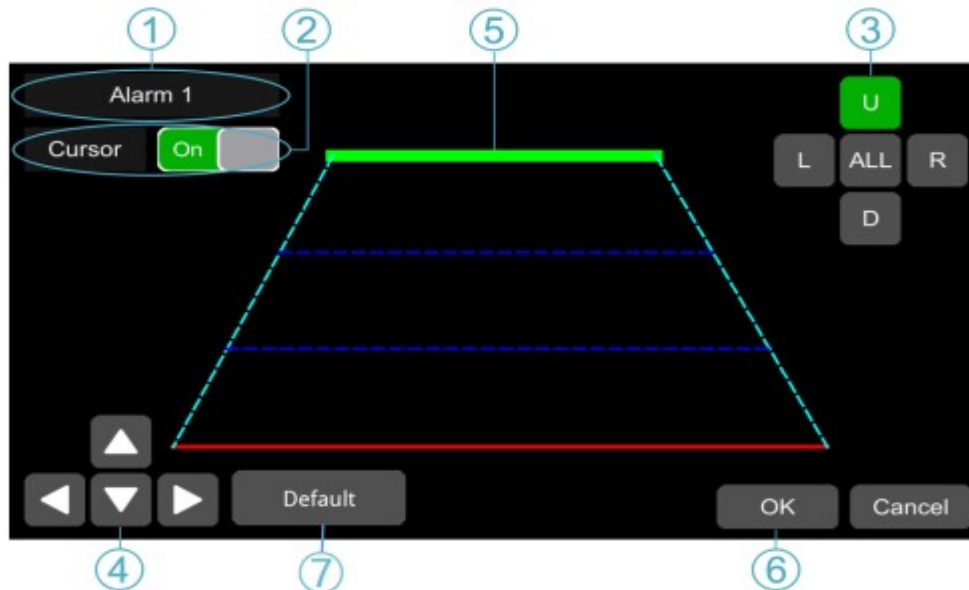 ① ② ⑤ ③
Alarm 1
U
Cursor On
L ALL R
D
Default
OK Cancel
④ ⑦ ⑥